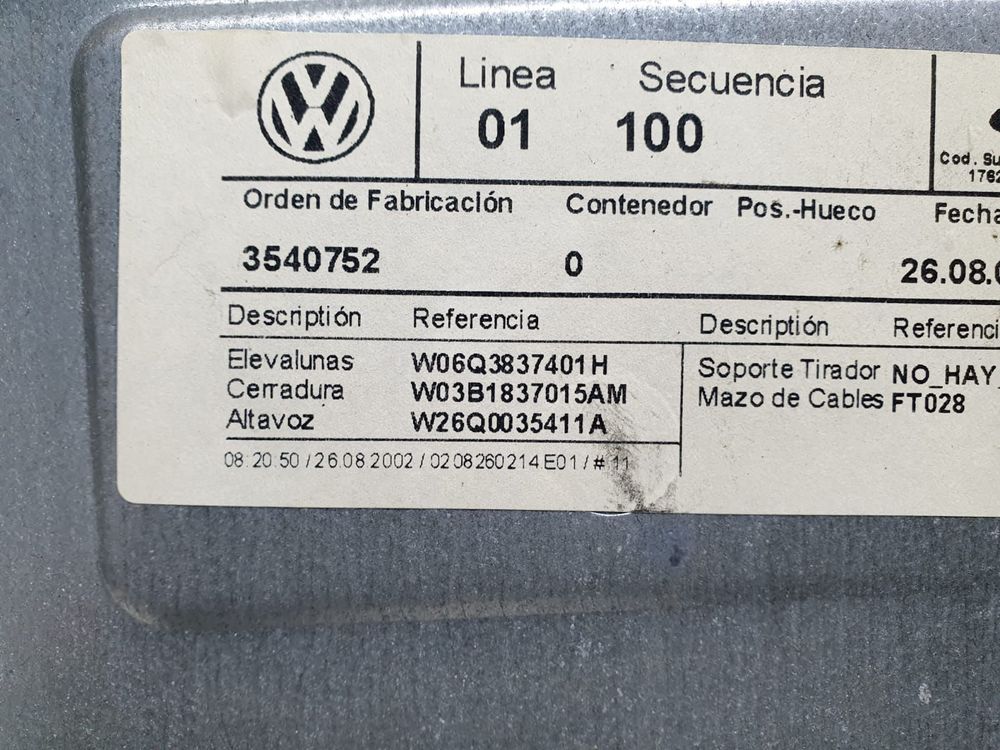 Linea Secuencia
01 100
Cod. Su
1762
Orden de Fabricación Contenedor Pos.-Hueco Fecha
3540752 0 26.08.0
Descriptión Referencia Descriptión Referenci
Elevalunas W06Q3837401H Soporte Tirador NO_HAY
Cerradura W03B1837015AM Mazo de Cables FT028
Altavoz W26Q0035411A
08:20:50 / 26.08.2002 / 0208260214.E01 / # 11